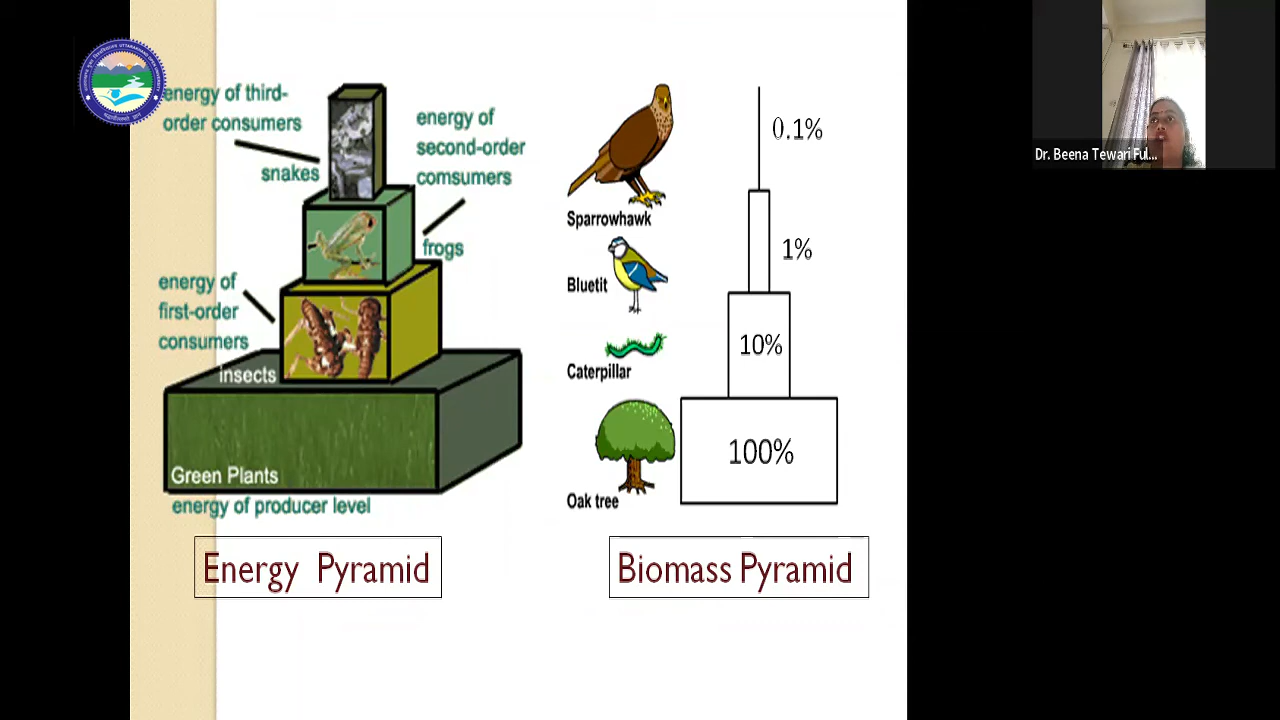 energy of third-
order consumers
snakes
energy of
second-order
comsumers
frogs
energy of
first-order
consumers
insects
Green Plants
energy of producer level
Energy Pyramid
Sparrowhawk
Bluetit
Caterpillar
Oak tree
0.1%
1%
10%
100%
Biomass Pyramid
Dr. Beena Tewari Ful...